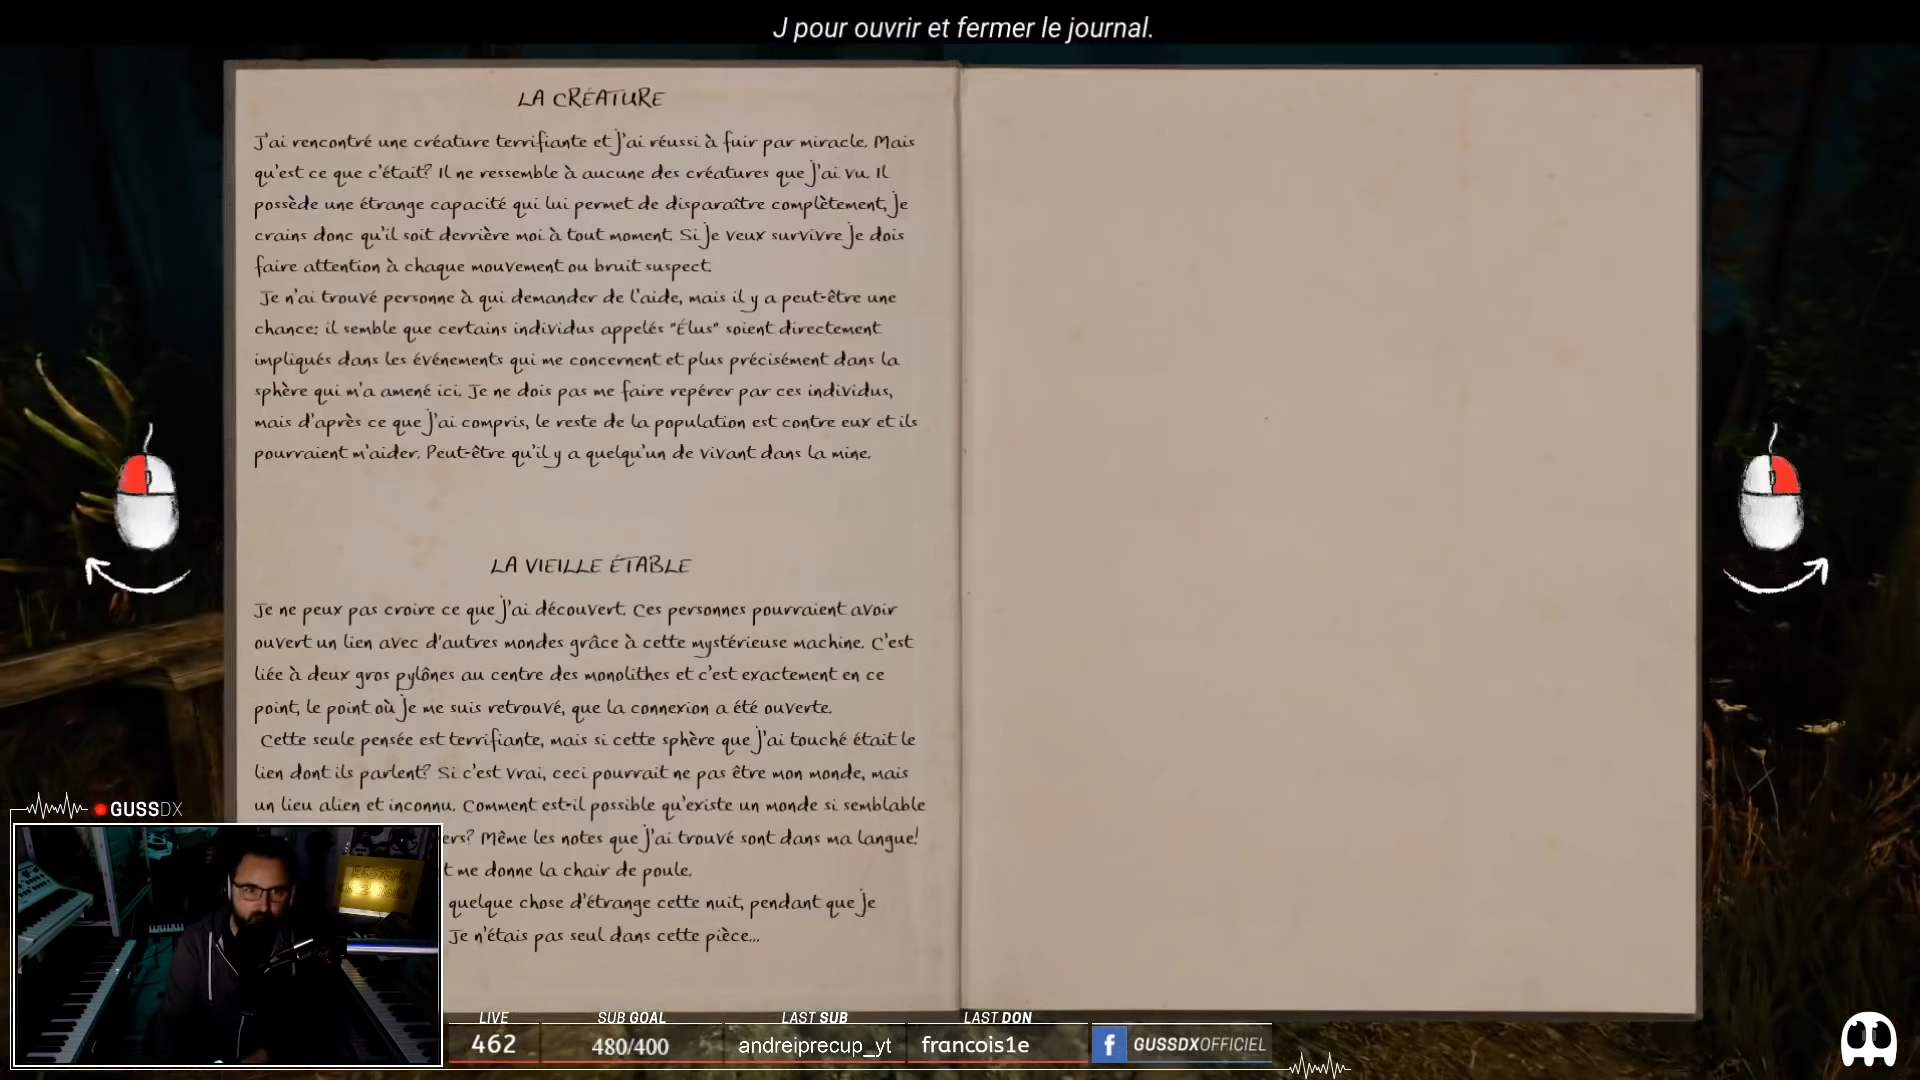 J pour ouvrir et fermer le journal.
LA CRÉATURE
J'ai rencontré une créature terrifiante et j'ai réussi à fuir par miracle. Mais
qu'est ce que c'était? Il ne ressemble à aucune des créatures que j'ai vu. Il
possède une étrange capacité qui lui permet de disparaître complètement, je
crains donc qu'il soit derrière moi à tout moment. Si je veux survivre je dois
faire attention à chaque mouvement ou bruit suspect.
Je n'ai trouvé personne à qui demander de l'aide, mais il y a peut-être une
chance: il semble que certains individus appelés "Élus" soient directement
impliqués dans les événements qui me concernent et plus précisément dans la
sphère qui m'a amené ici. Je ne dois pas me faire repérer par ces individus,
mais d'après ce que j'ai compris, le reste de la population est contre eux et ils
pourraient m'aider. Peut-être qu'il y a quelqu'un de vivant dans la mine.
LA VIEILLE ÉTABLE
Je ne peux pas croire ce que j'ai découvert. Ces personnes pourraient avoir
ouvert un lien avec d'autres mondes grâce à cette mystérieuse machine. C'est
liée à deux gros pylônes au centre des monolithes et c'est exactement en ce
point, le point où je me suis retrouvé, que la connexion a été ouverte.
Cette seule pensée est terrifiante, mais si cette sphère que j'ai touché était le
lien dont ils parlent? Si c'est vrai, ceci pourrait ne pas être mon monde, mais
un lieu alien et inconnu. Comment est-il possible qu'existe un monde si semblable
ers? Même les notes que j'ai trouvé sont dans ma langue!
t me donne la chair de poule.
quelque chose d'étrange cette nuit, pendant que je
Je n'étais pas seul dans cette pièce...
GUSSDX
LIVE
462
SUB GOAL
480/400
LAST SUB
andreiprecup_yt
LAST DON
francois1e
f GUSSDXOFFICIEL